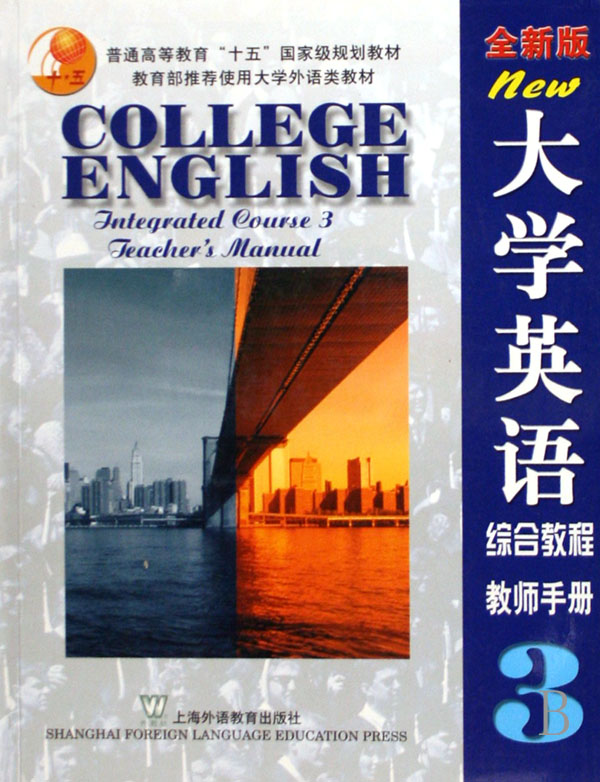 十·五
普通高等教育“十五”国家级规划教材
教育部推荐使用大学外语类教材
COLLEGE
ENGLISH
Integrated Course 3
Teacher's Manual
上海外语教育出版社
SHANGHAI FOREIGN LANGUAGE EDUCATION PRESS
全新版
New
大学英语
综合教程
教师手册
3
B